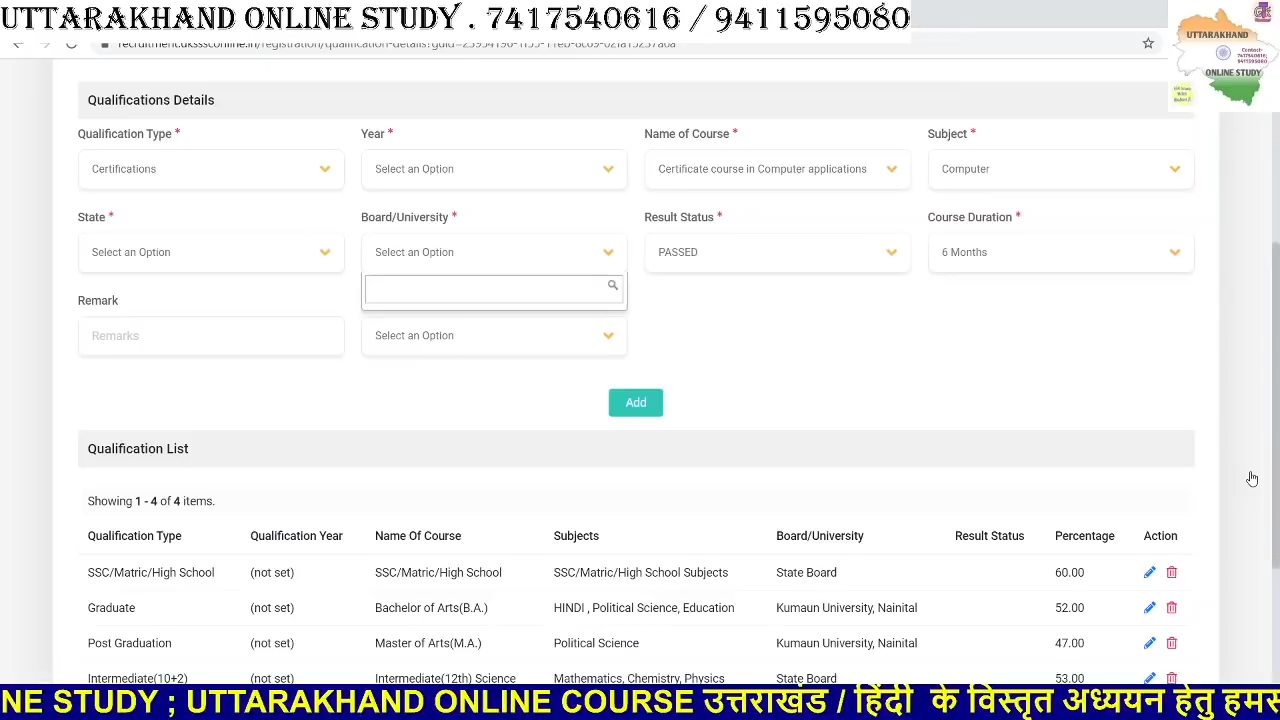 UTTARAKHAND ONLINE STUDY . 7417540616 / 9411595080
UTTARAKHAND
Contact-
7417540616;
9411595080
ONLINE STUDY
Qualifications Details
Qualification Type * Year * Name of Course * Subject *
Certifications Select an Option Certificate course in Computer applications Computer
State * Board/University * Result Status * Course Duration *
Select an Option Select an Option PASSED 6 Months
Remark
Remarks Select an Option
Add
Qualification List
Showing 1 - 4 of 4 items.
Qualification Type Qualification Year Name Of Course Subjects Board/University Result Status Percentage Action
SSC/Matric/High School (not set) SSC/Matric/High School SSC/Matric/High School Subjects State Board 60.00
Graduate (not set) Bachelor of Arts(B.A.) HINDI , Political Science, Education Kumaun University, Nainital 52.00
Post Graduation (not set) Master of Arts(M.A.) Political Science Kumaun University, Nainital 47.00
Intermediate(10+2) (not set) Intermediate(12th) Science Mathematics, Chemistry, Physics State Board 53.00
NE STUDY ; UTTARAKHAND ONLINE COURSE उत्तराखंड / हिंदी के विस्तृत अध्ययन हेतु हमस